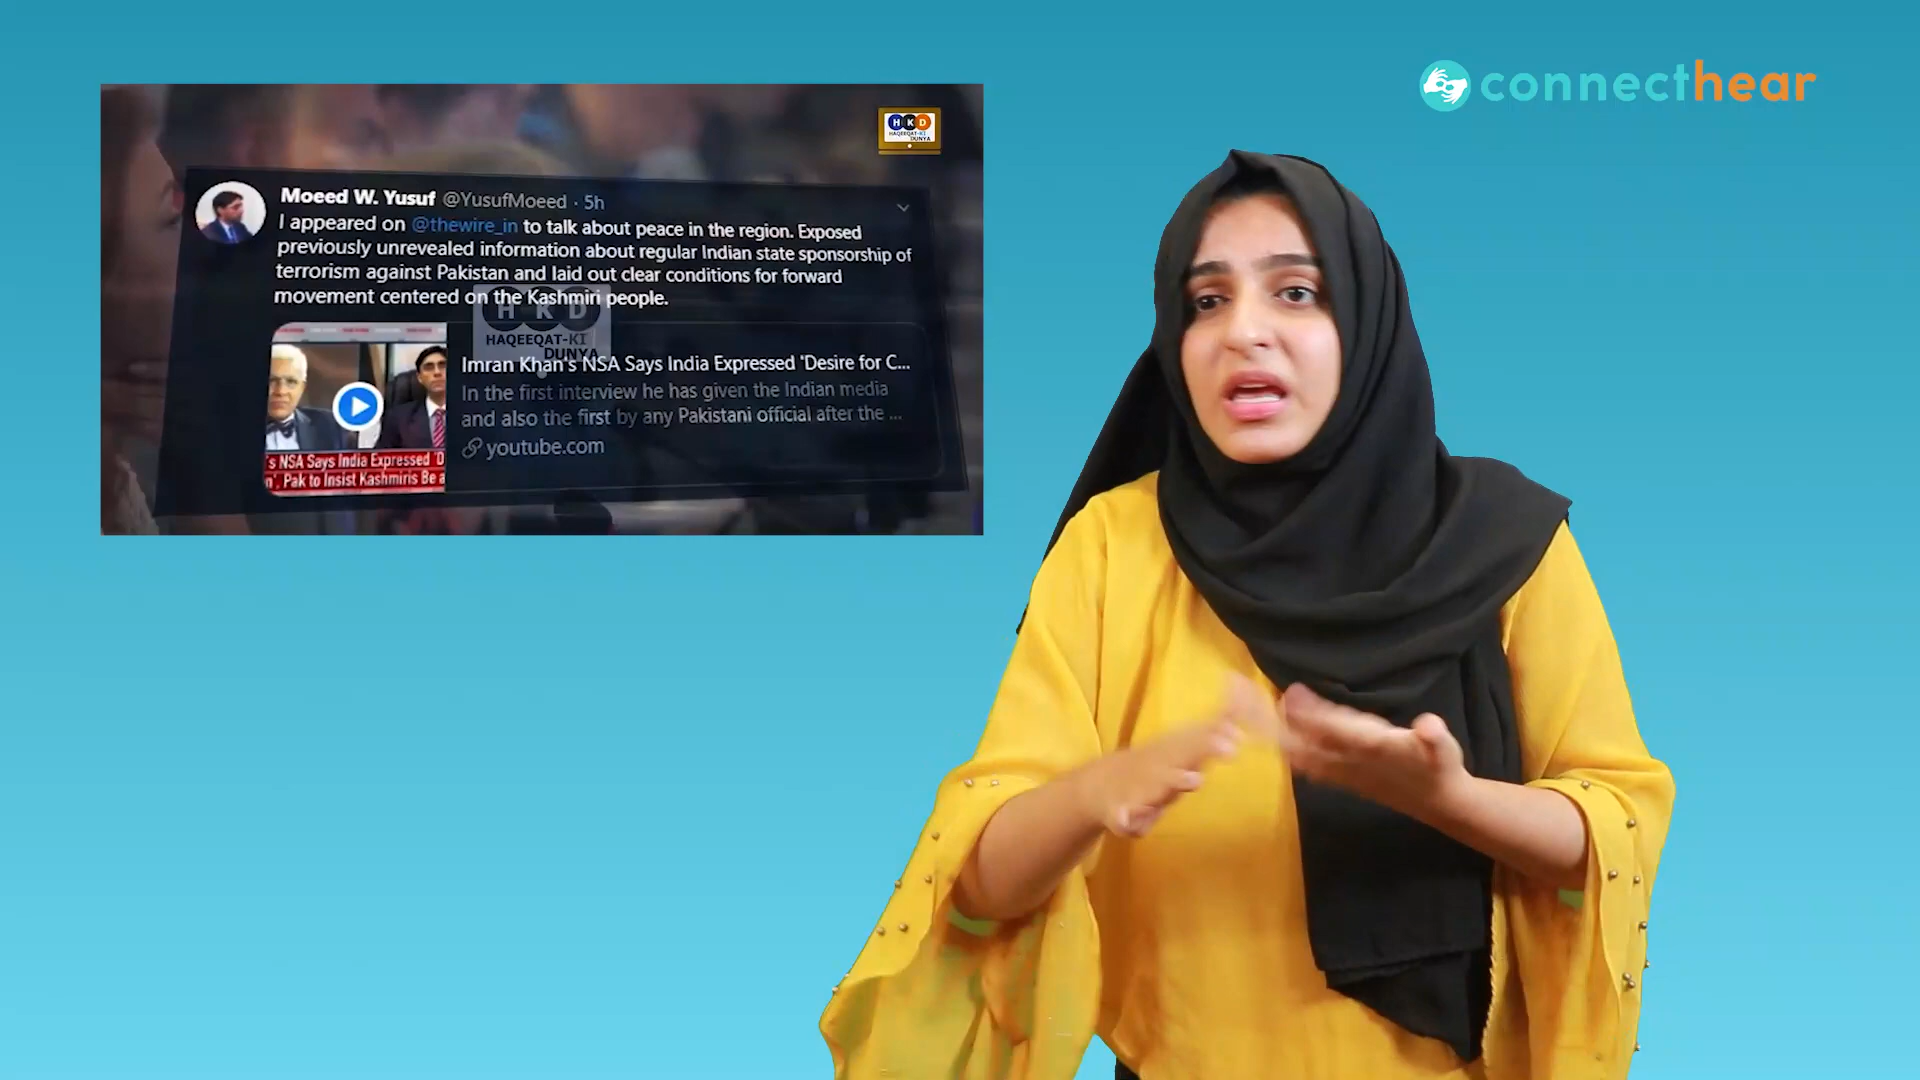 connecthear
HKD
HAQEEQAT-KI
DUNYA
Moeed W. Yusuf @YusufMoeed · 5h
I appeared on @thewire_in to talk about peace in the region. Exposed
previously unrevealed information about regular Indian state sponsorship of
terrorism against Pakistan and laid out clear conditions for forward
movement centered on the Kashmiri people.
HKD
HAQEEQAT-KI
DUNYA
Imran Khan's NSA Says India Expressed 'Desire for C...
In the first interview he has given the Indian media
and also the first by any Pakistani official after the ...
youtube.com
's NSA Says India Expressed 'D
n', Pak to Insist Kashmiris Be a